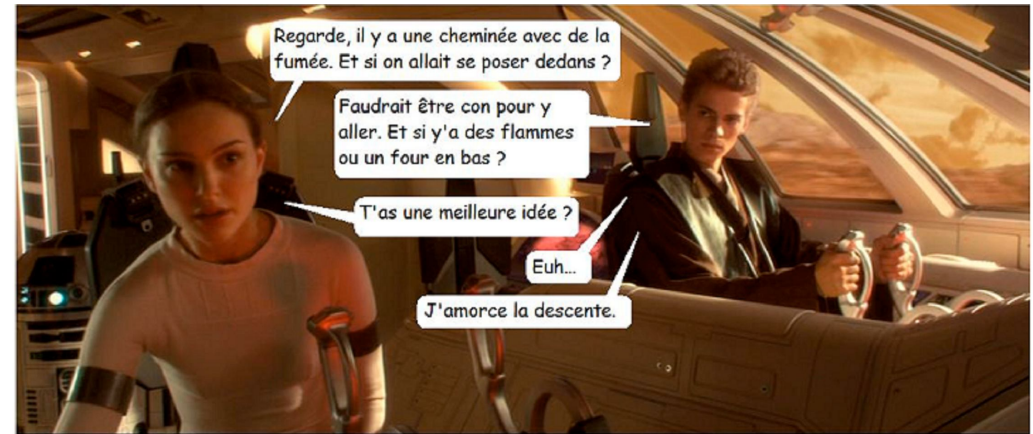 Regarde, il y a une cheminée avec de la
fumée. Et si on allait se poser dedans ?
Faudrait être con pour y
aller. Et si y'a des flammes
ou un four en bas ?
T'as une meilleure idée ?
Euh...
J'amorce la descente.